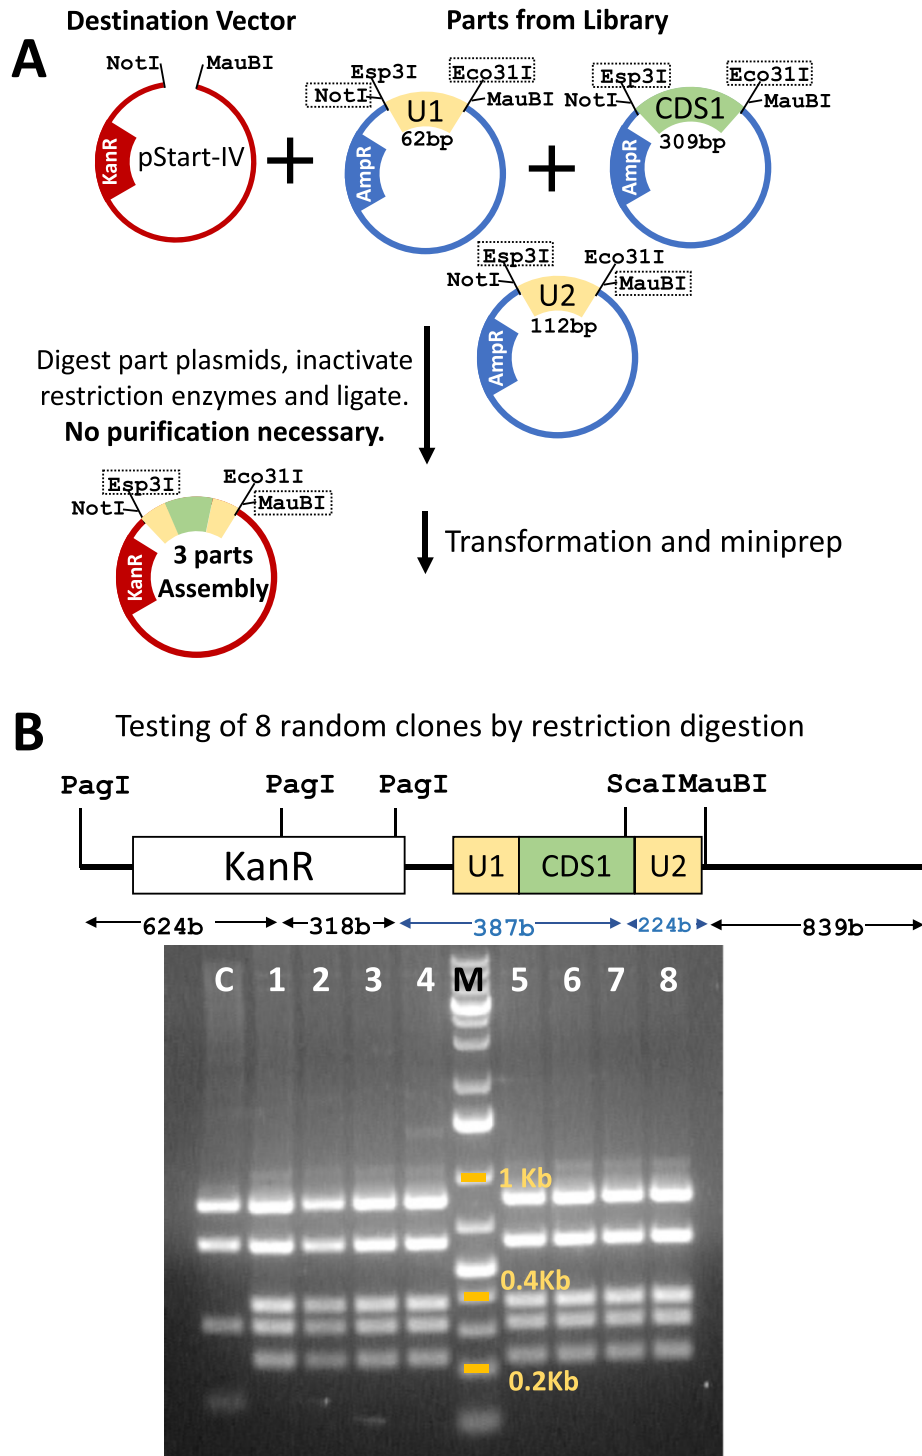 Destination Vector
Parts from Library
A
NotI
MauBI
KanR
pStart-IV
+
Esp3I
NotI
Eco31I
MauBI
U1
62bp
AmpR
+
Esp3I
NotI
Eco31I
MauBI
CDS1
309bp
AmpR
Esp3I
NotI
Eco31I
MauBI
U2
112bp
AmpR
Digest part plasmids, inactivate
restriction enzymes and ligate.
No purification necessary.
Esp3I
NotI
Eco31I
MauBI
KanR
3 parts
Assembly
Transformation and miniprep
B
Testing of 8 random clones by restriction digestion
PagI PagI PagI ScaIMauBI
KanR U1 CDS1 U2
624b 318b 387b 224b 839b
C 1 2 3 4 M 5 6 7 8
1 Kb
0.4Kb
0.2Kb